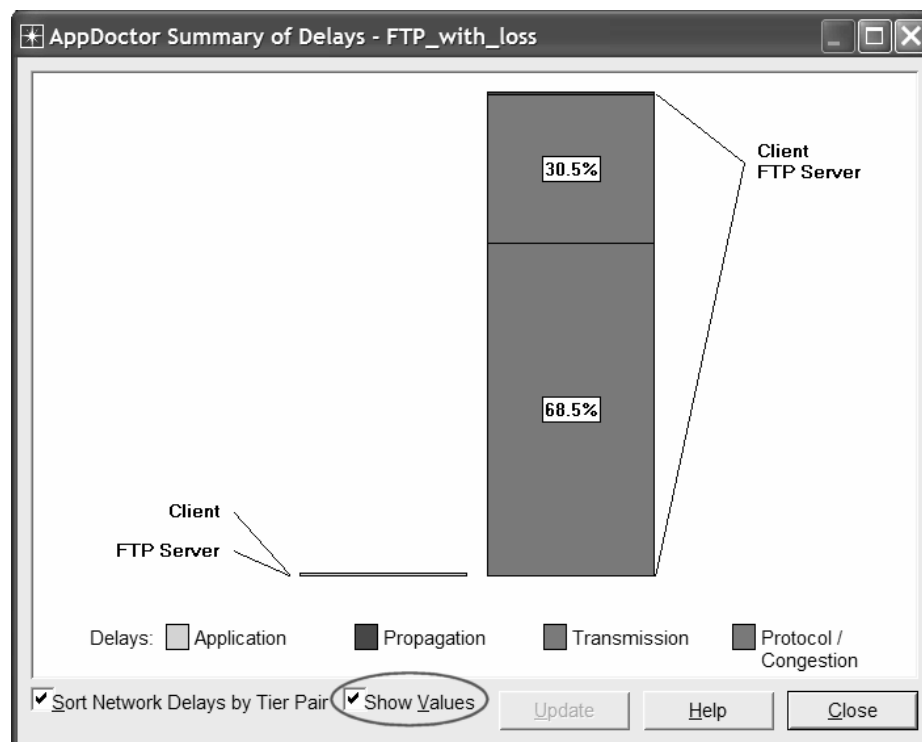 AppDoctor Summary of Delays - FTP_with_loss
30.5%
Client
FTP Server
68.5%
Client
FTP Server
Delays: Application Propagation Transmission Protocol /
Congestion
Sort Network Delays by Tier Pair Show Values Update Help Close